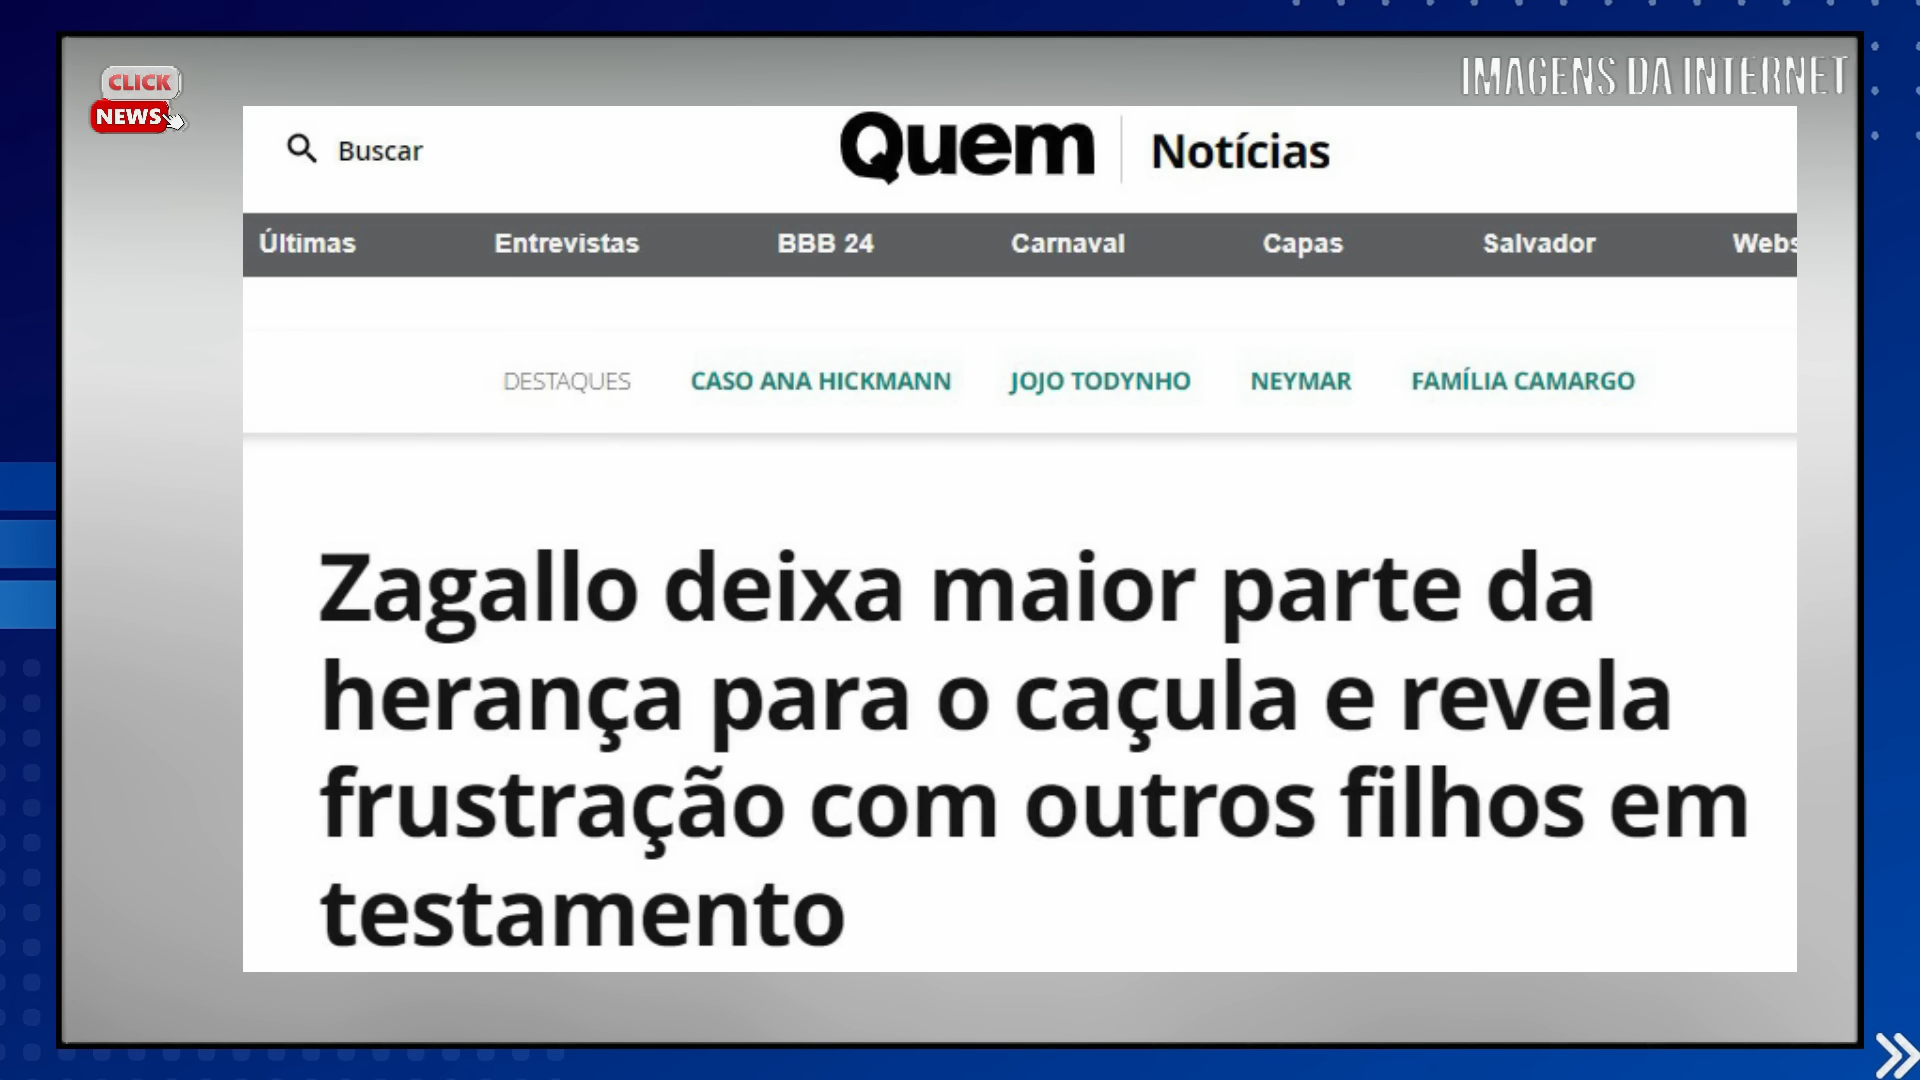 IMAGENS DA INTERNET
CLICK
NEWS
Buscar
Quem
Notícias
Últimas Entrevistas BBB 24 Carnaval Capas Salvador Webs
DESTAQUES CASO ANA HICKMANN JOJO TODYNHO NEYMAR FAMÍLIA CAMARGO
Zagallo deixa maior parte da
herança para o caçula e revela
frustração com outros filhos em
testamento